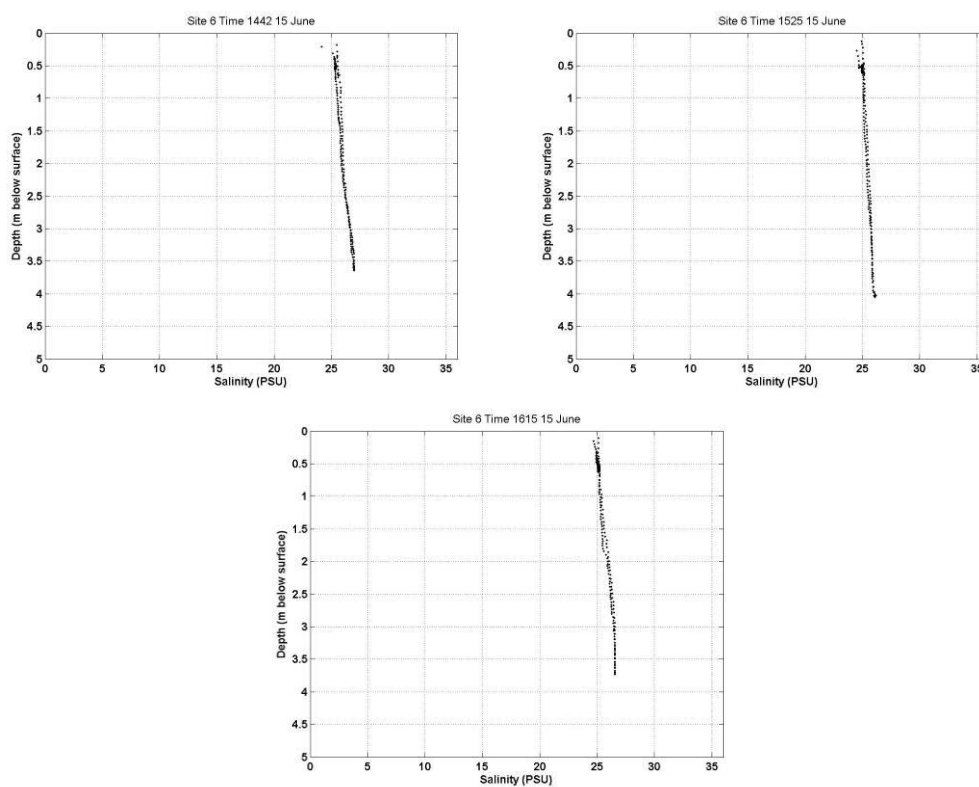 Site 6 Time 1442 15 June
0
0.5
1
1.5
2
2.5
3
3.5
4
4.5
5
Depth (m below surface)
0 5 10 15 20 25 30 35
Salinity (PSU)
Site 6 Time 1525 15 June
0
0.5
1
1.5
2
2.5
3
3.5
4
4.5
5
Depth (m below surface)
0 5 10 15 20 25 30 35
Salinity (PSU)
Site 6 Time 1615 15 June
0
0.5
1
1.5
2
2.5
3
3.5
4
4.5
5
Depth (m below surface)
0 5 10 15 20 25 30 35
Salinity (PSU)